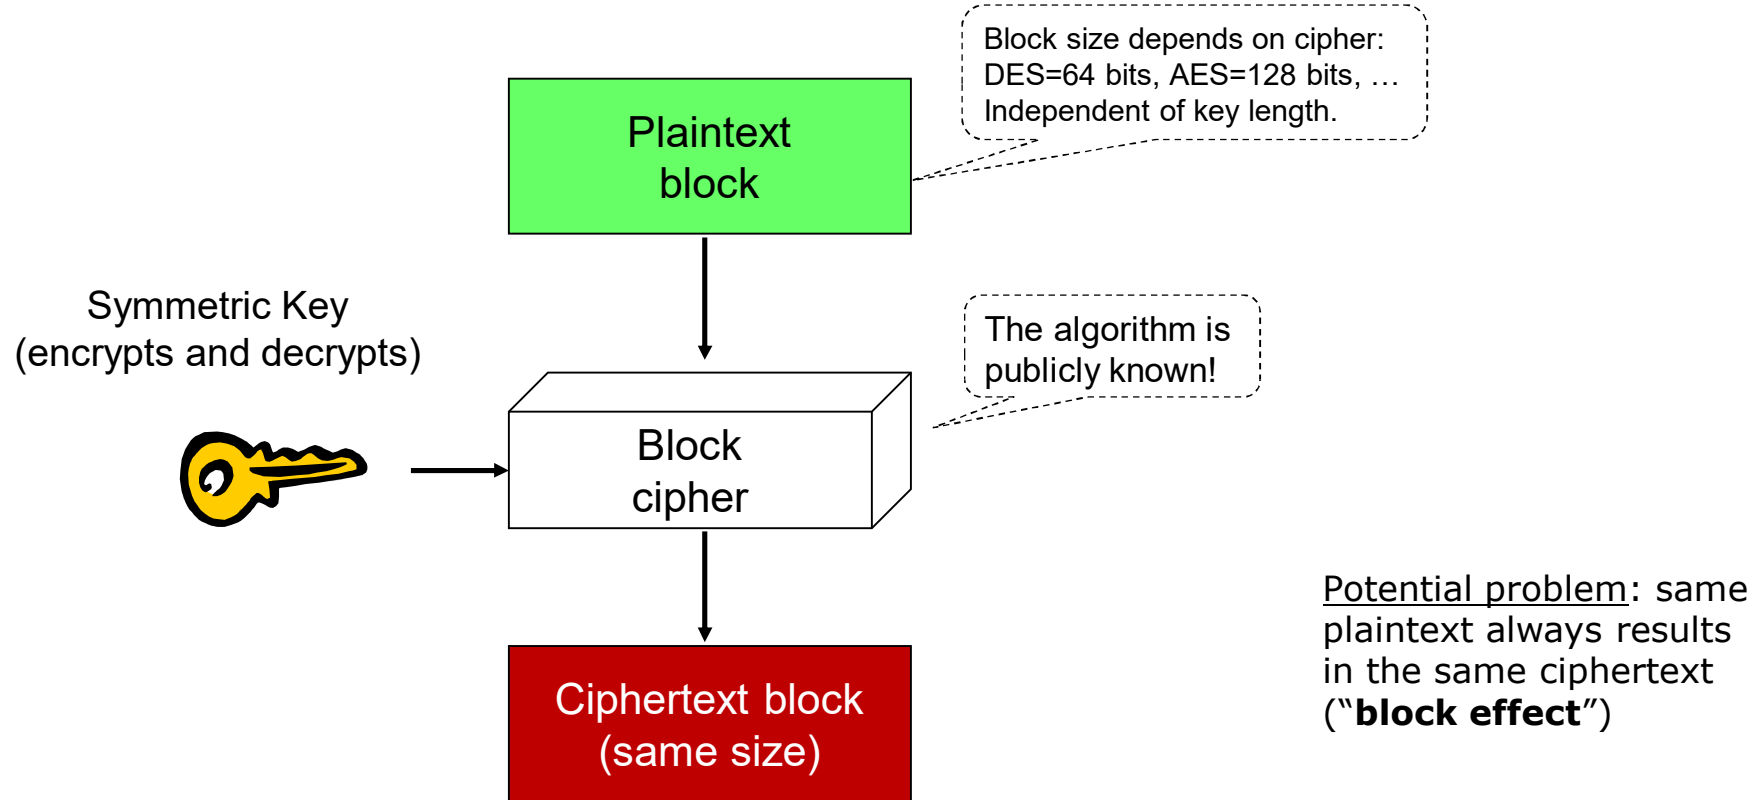 Block size depends on cipher:
DES=64 bits, AES=128 bits, …
Independent of key length.
Plaintext
block
Symmetric Key
(encrypts and decrypts)
The algorithm is
publicly known!
Block
cipher
Potential problem: same
plaintext always results
in the same ciphertext
(“block effect”)
Ciphertext block
(same size)